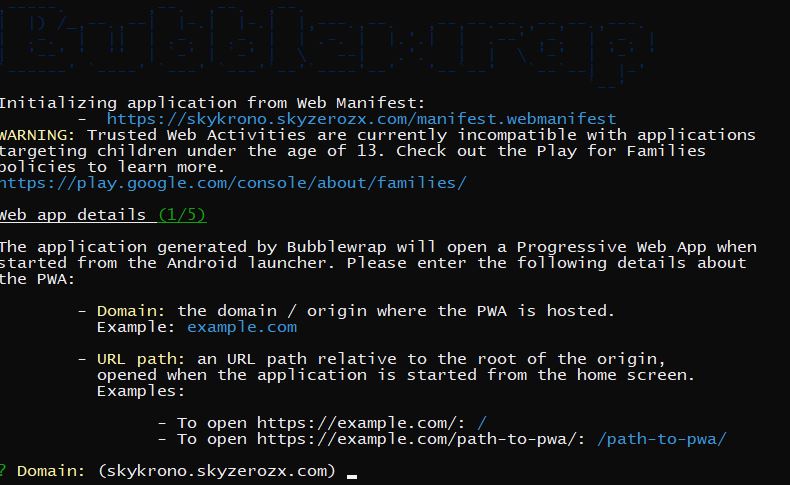 Initializing application from Web Manifest:
- https://skykrono.skyzerozx.com/manifest.webmanifest
WARNING: Trusted Web Activities are currently incompatible with applications
targeting children under the age of 13. Check out the Play for Families
policies to learn more.
https://play.google.com/console/about/families/
Web app details (1/5)
The application generated by Bubblewrap will open a Progressive Web App when
started from the Android launcher. Please enter the following details about
the PWA:
- Domain: the domain / origin where the PWA is hosted.
Example: example.com
- URL path: an URL path relative to the root of the origin,
opened when the application is started from the home screen.
Examples:
- To open https://example.com/: /
- To open https://example.com/path-to-pwa/: /path-to-pwa/
? Domain: (skykrono.skyzerozx.com)